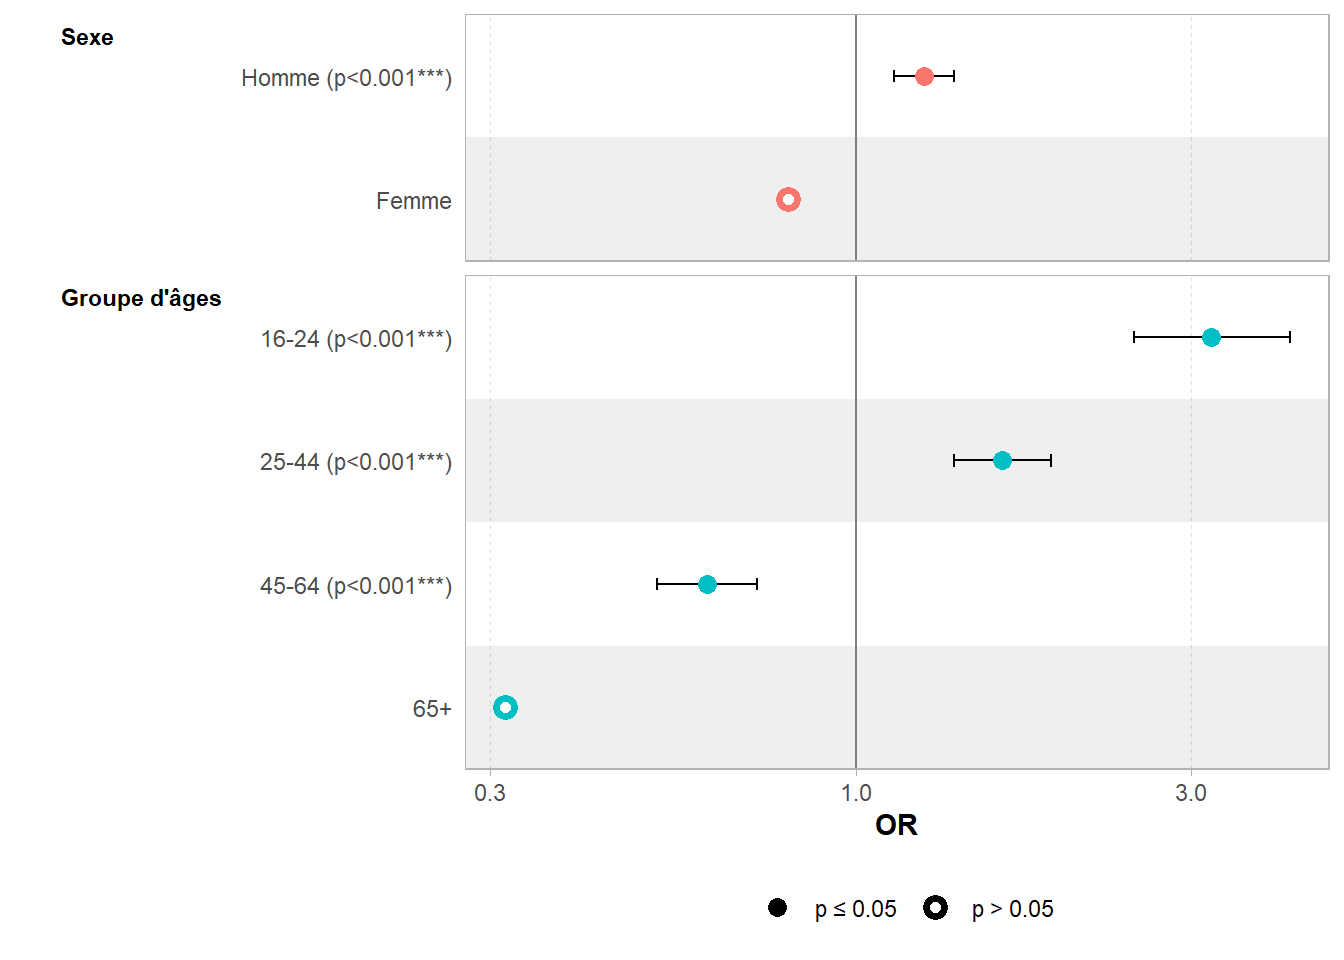 Sexe
Homme (p<0.001***)
Femme
Groupe d'âges
16-24 (p<0.001***)
25-44 (p<0.001***)
45-64 (p<0.001***)
65+
0.3 1.0 3.0
OR
p ≤ 0.05 p > 0.05